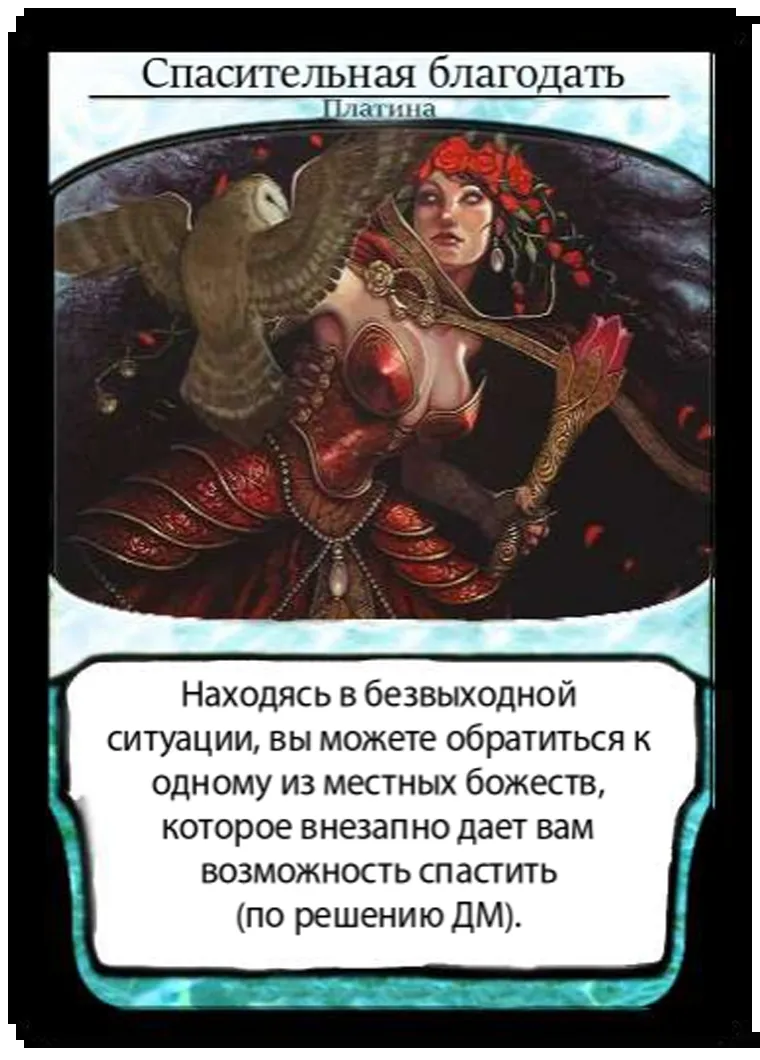 Спасительная благодать
Платина
Находясь в безвыходной
ситуации, вы можете обратиться к
одному из местных божеств,
которое внезапно дает вам
возможность спастить
(по решению ДМ).